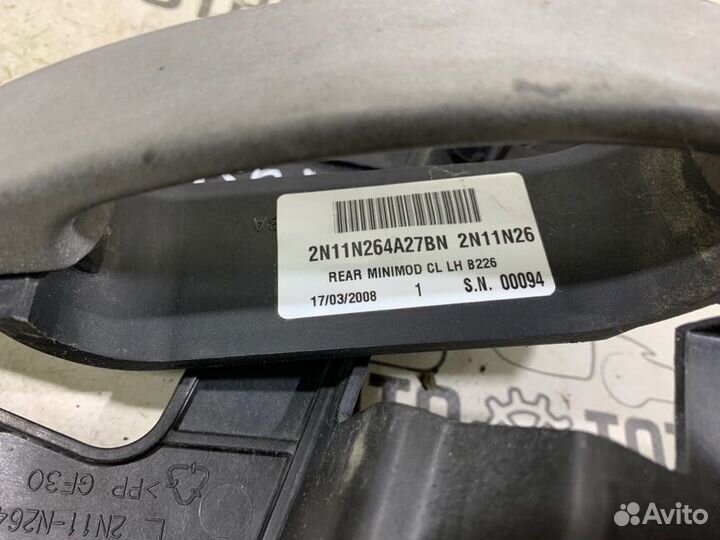 2N11N264A27BN 2N11N26
REAR MINIMOD CL LH B226
17/03/2008 1 S.N. 00094
>PP GF30
L 2N11-N264
Avito